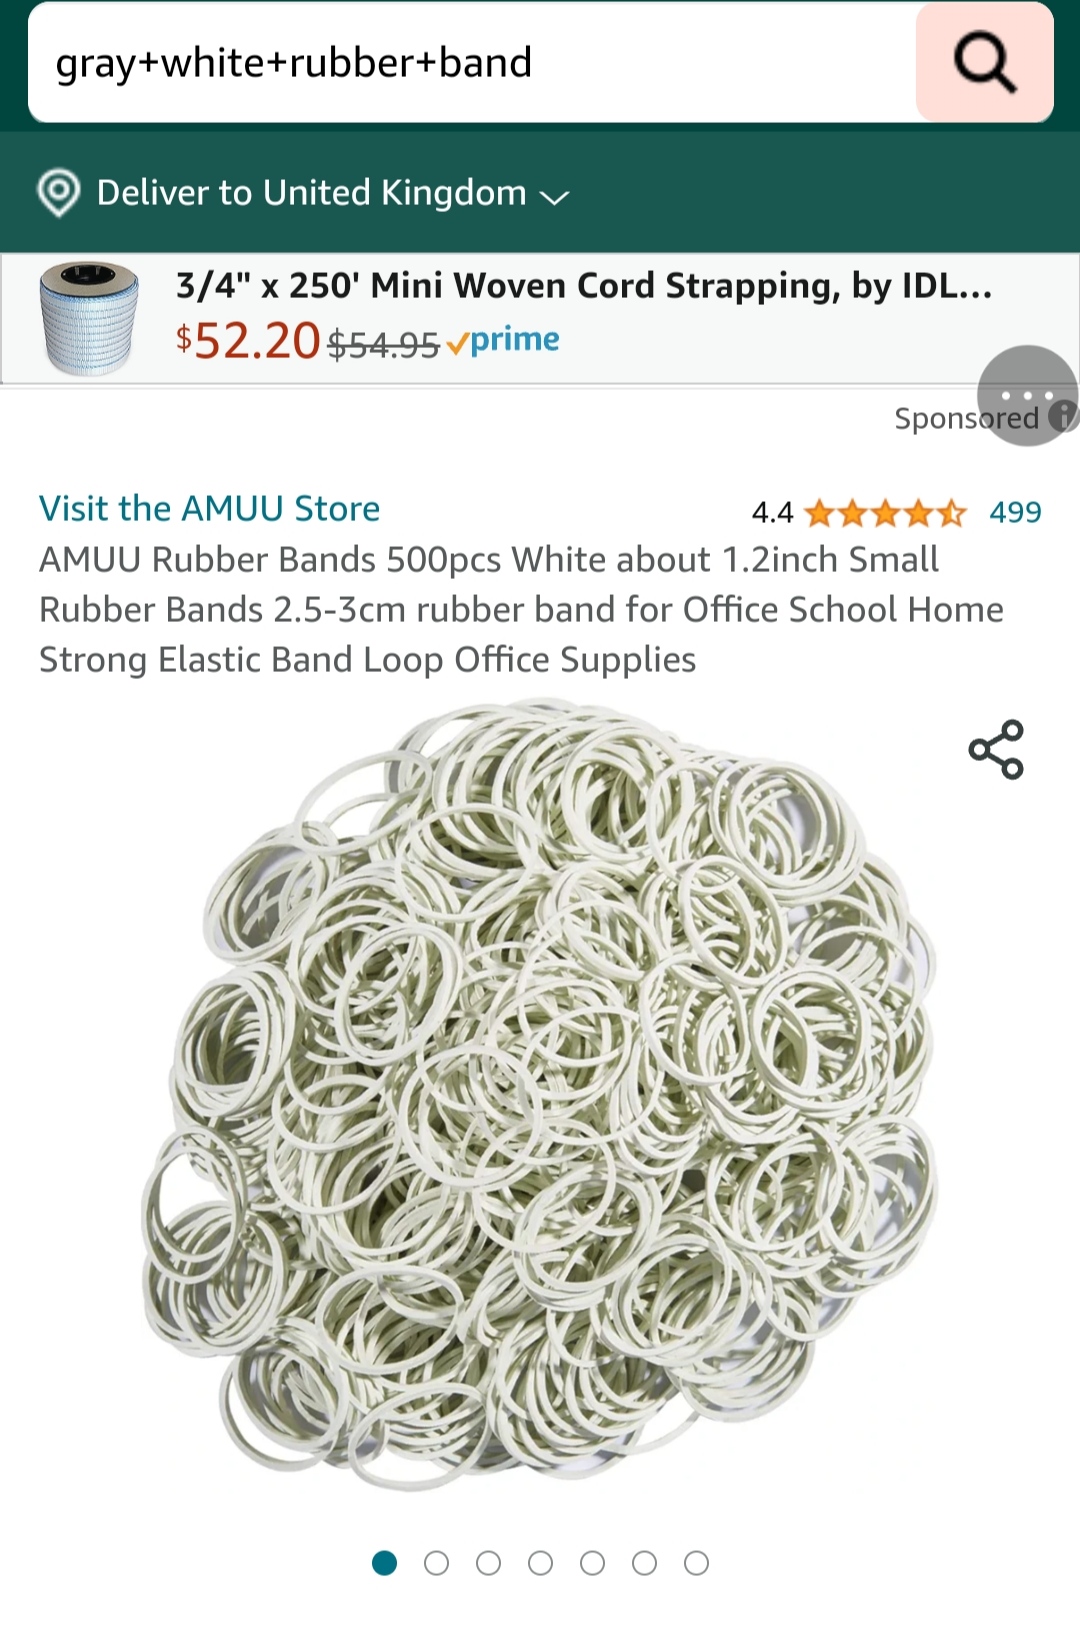 gray+white+rubber+band
Deliver to United Kingdom
3/4" x 250' Mini Woven Cord Strapping, by IDL...
$52.20 $54.95 prime
Sponsored
Visit the AMUU Store 4.4 499
AMUU Rubber Bands 500pcs White about 1.2inch Small
Rubber Bands 2.5-3cm rubber band for Office School Home
Strong Elastic Band Loop Office Supplies